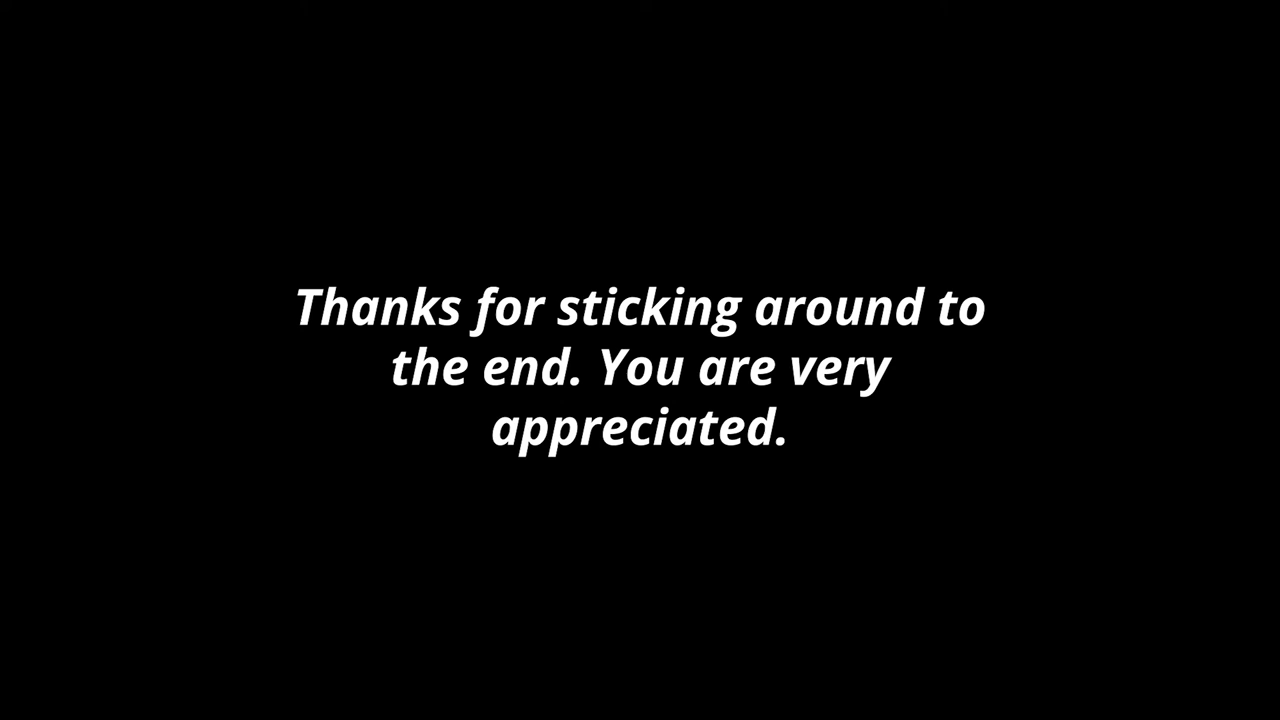 Thanks for sticking around to
the end. You are very
appreciated.